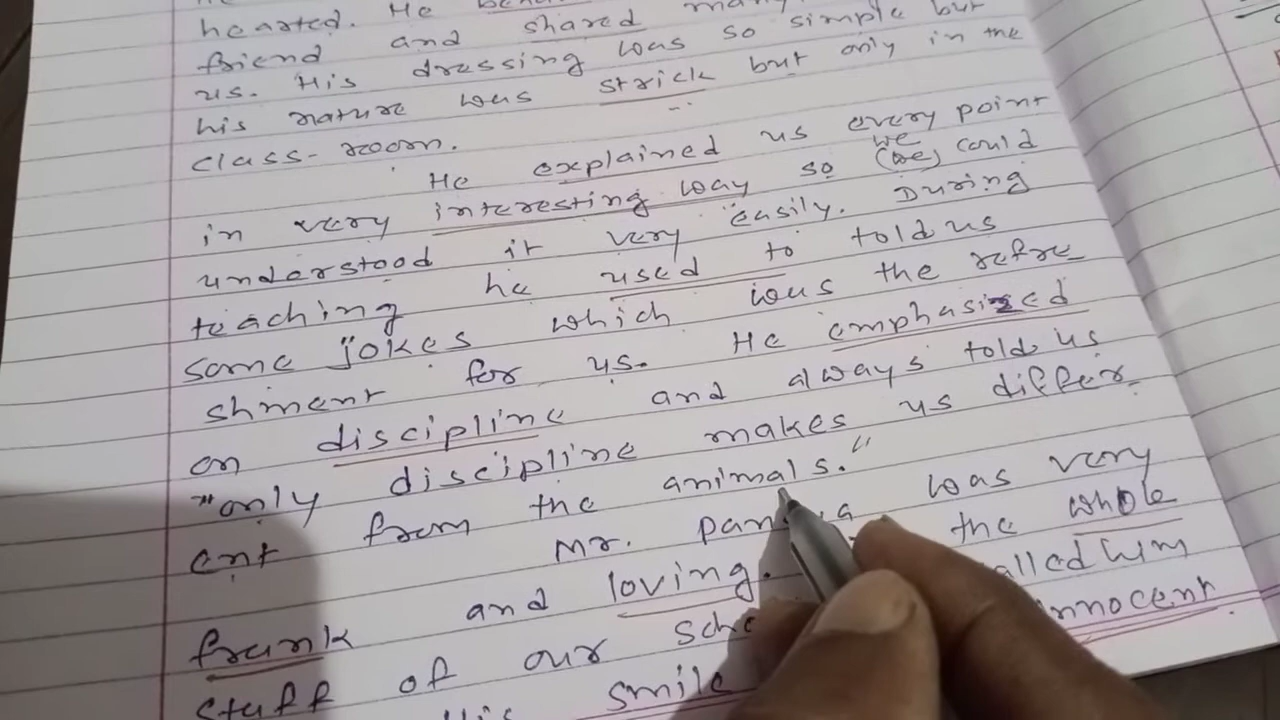 hearted. He
friend and shared many
us. His dressing was so simple but
his nature was strick but only in the
class-room.
He explained us every point
in very interesting way so (we) we could
understood it very easily. During
teaching he used to told us
some jokes which was the refre
shment for us. He emphasized
on discipline and always told us
"only discipline makes us differ
ent from the animals."
Mr. was very
frank and loving. the whole
staff of our alled him
smile innocent.